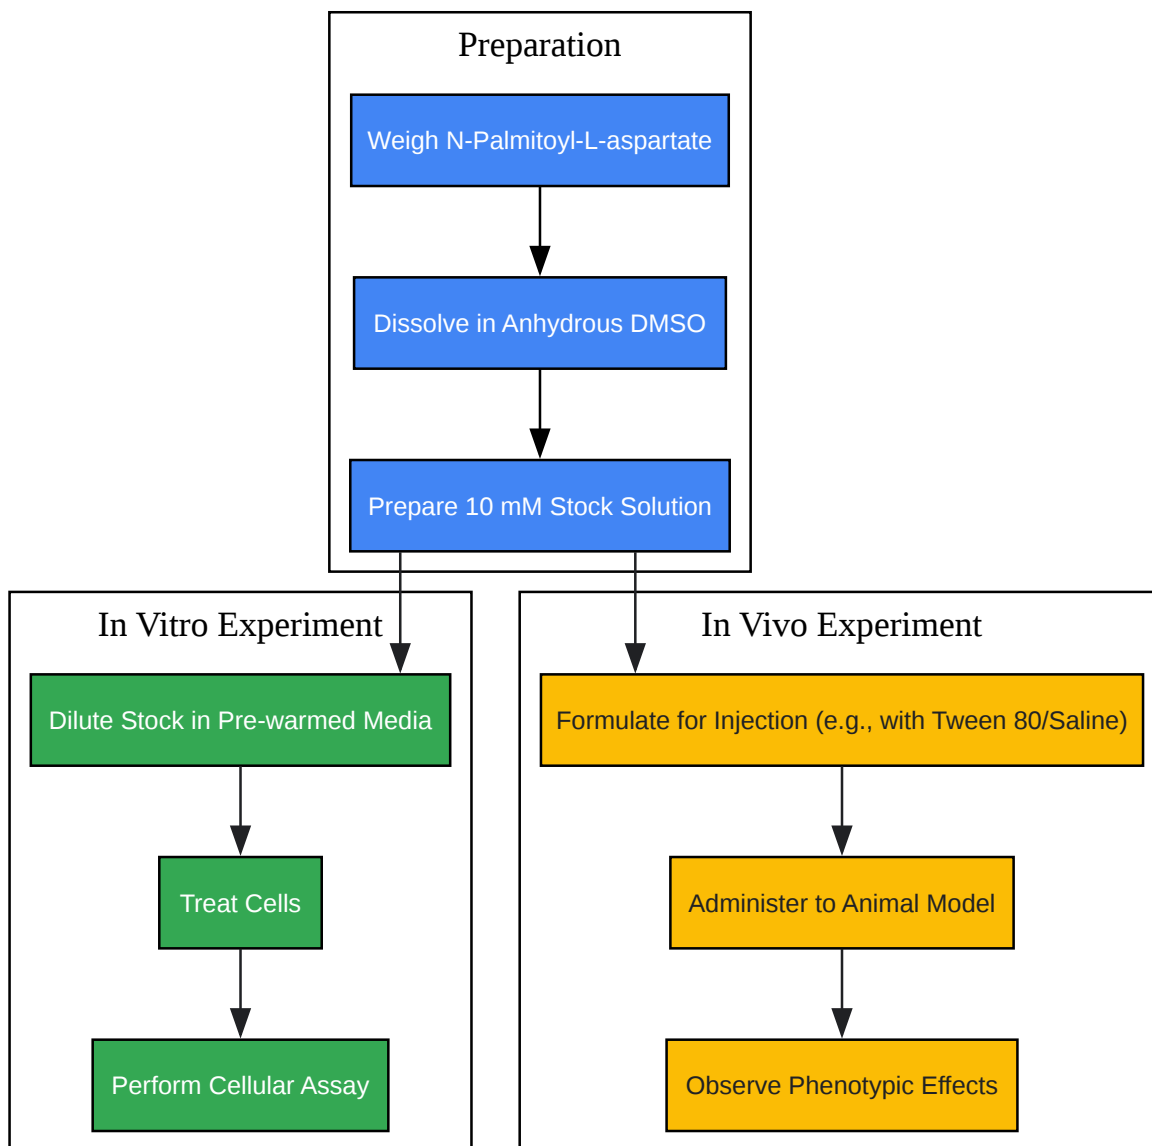 Preparation
Weigh N-Palmitoyl-L-aspartate
Dissolve in Anhydrous DMSO
Prepare 10 mM Stock Solution
In Vitro Experiment
Dilute Stock in Pre-warmed Media
Treat Cells
Perform Cellular Assay
In Vivo Experiment
Formulate for Injection (e.g., with Tween 80/Saline)
Administer to Animal Model
Observe Phenotypic Effects